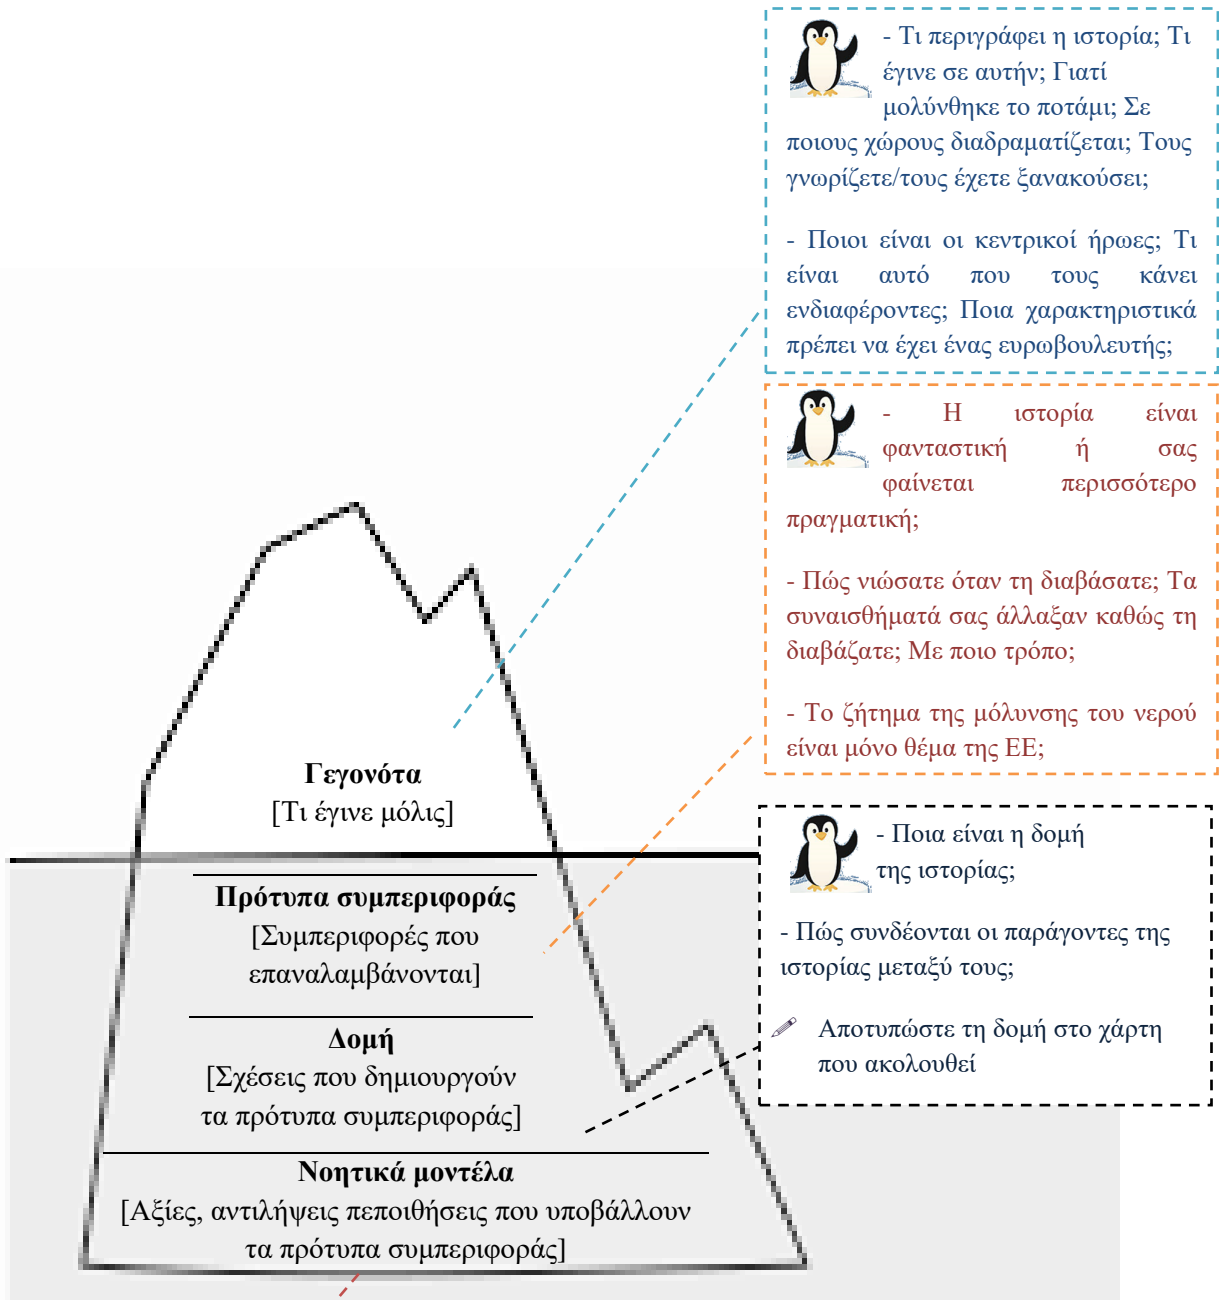 - Τι περιγράφει η ιστορία; Τι
έγινε σε αυτήν; Γιατί
μολύνθηκε το ποτάμι; Σε
ποιους χώρους διαδραματίζεται; Τους
γνωρίζετε/τους έχετε ξανακούσει;
- Ποιοι είναι οι κεντρικοί ήρωες; Τι
είναι αυτό που τους κάνει
ενδιαφέροντες; Ποια χαρακτηριστικά
πρέπει να έχει ένας ευρωβουλευτής;
- Η ιστορία είναι
φανταστική ή σας
φαίνεται περισσότερο
πραγματική;
- Πώς νιώσατε όταν τη διαβάσατε; Τα
συναισθήματά σας άλλαξαν καθώς τη
διαβάζατε; Με ποιο τρόπο;
- Το ζήτημα της μόλυνσης του νερού
είναι μόνο θέμα της ΕΕ;
- Ποια είναι η δομή
της ιστορίας;
- Πώς συνδέονται οι παράγοντες της
ιστορίας μεταξύ τους;
Αποτυπώστε τη δομή στο χάρτη
που ακολουθεί
Γεγονότα
[Τι έγινε μόλις]
Πρότυπα συμπεριφοράς
[Συμπεριφορές που
επαναλαμβάνονται]
Δομή
[Σχέσεις που δημιουργούν
τα πρότυπα συμπεριφοράς]
Νοητικά μοντέλα
[Αξίες, αντιλήψεις πεποιθήσεις που υποβάλλουν
τα πρότυπα συμπεριφοράς]